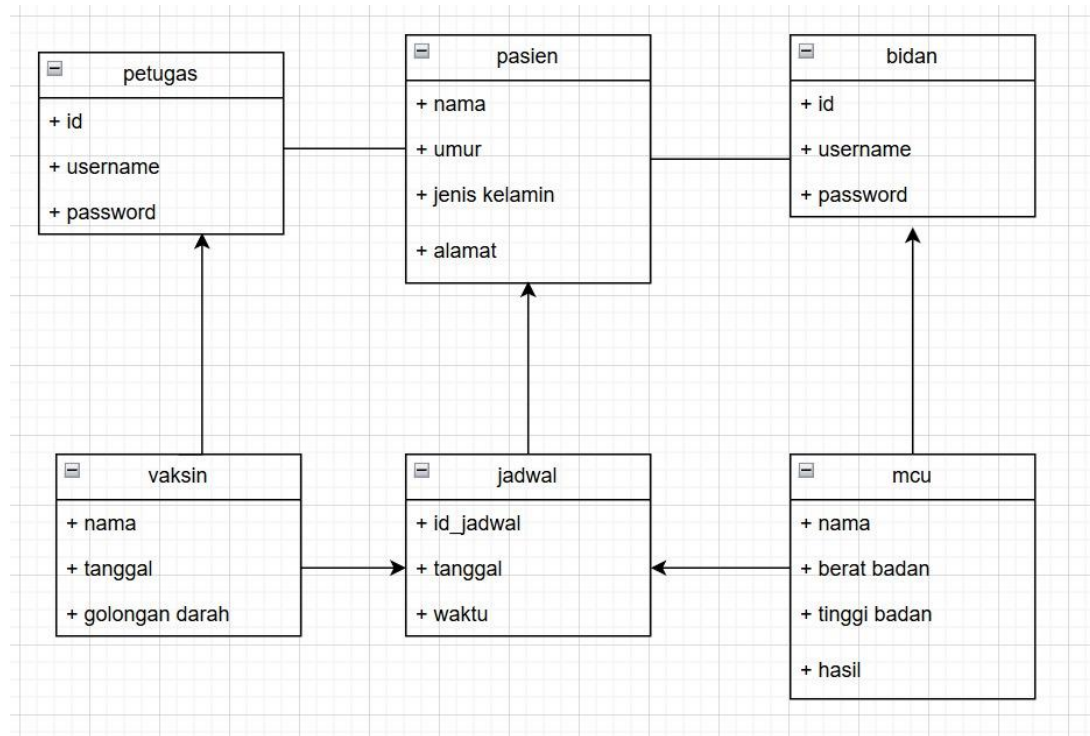 petugas
+ id
+ username
+ password
pasien
+ nama
+ umur
+ jenis kelamin
+ alamat
bidan
+ id
+ username
+ password
vaksin
+ nama
+ tanggal
+ golongan darah
jadwal
+ id_jadwal
+ tanggal
+ waktu
mcu
+ nama
+ berat badan
+ tinggi badan
+ hasil